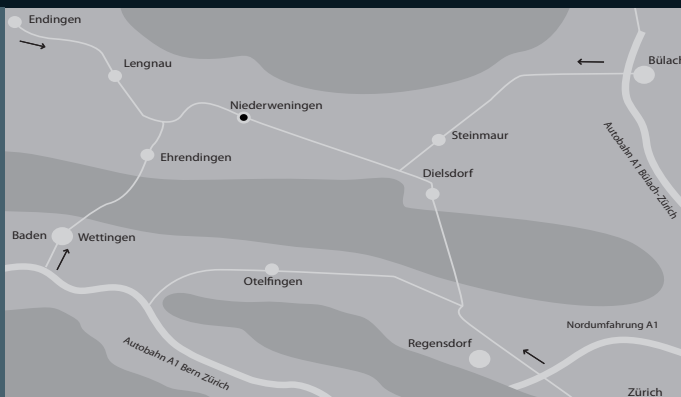 Endingen
Lengnau
Bülach
Niederweningen
Steinmaur
Ehrendingen
Dielsdorf
Autobahn A1 Bülach-Zürich
Baden
Wettingen
Otelfingen
Nordumfahrung A1
Regensdorf
Autobahn A1 Bern Zürich
Zürich